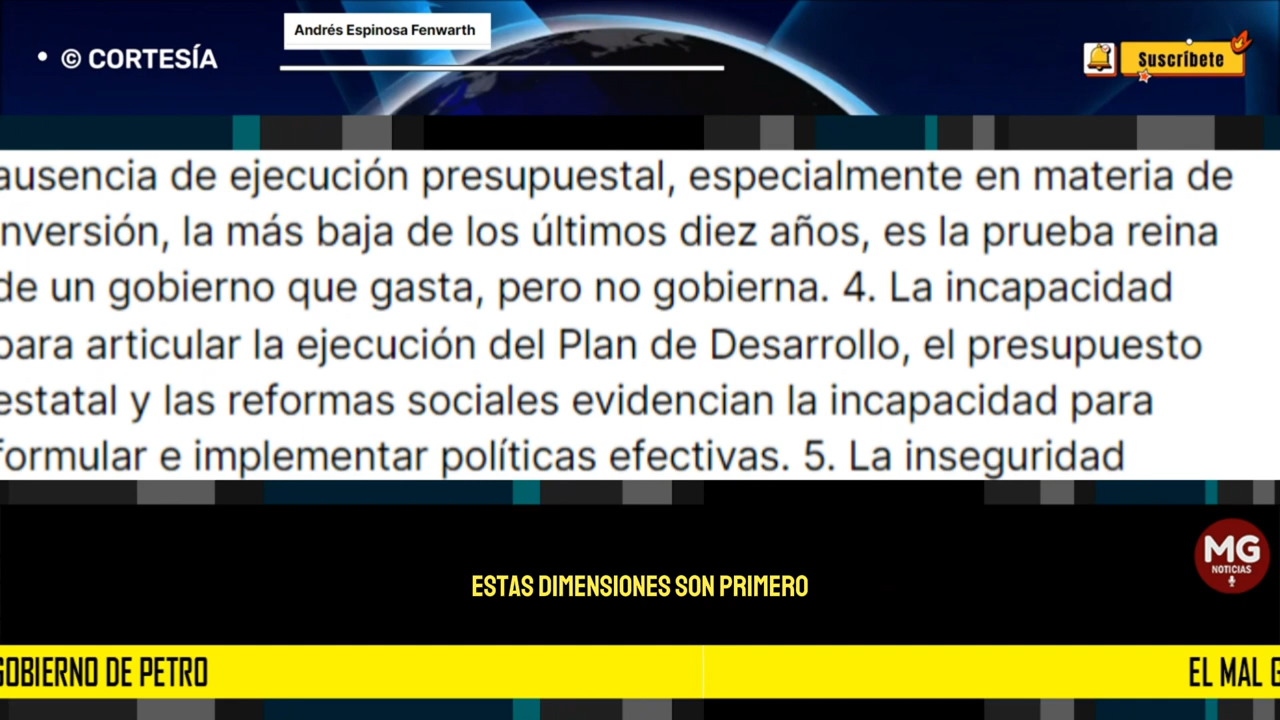 Andrés Espinosa Fenwarth
• © CORTESÍA
Suscríbete
ausencia de ejecución presupuestal, especialmente en materia de
nversión, la más baja de los últimos diez años, es la prueba reina
de un gobierno que gasta, pero no gobierna. 4. La incapacidad
para articular la ejecución del Plan de Desarrollo, el presupuesto
estatal y las reformas sociales evidencian la incapacidad para
formular e implementar políticas efectivas. 5. La inseguridad
MG
NOTICIAS
ESTAS DIMENSIONES SON PRIMERO
GOBIERNO DE PETRO
EL MAL G